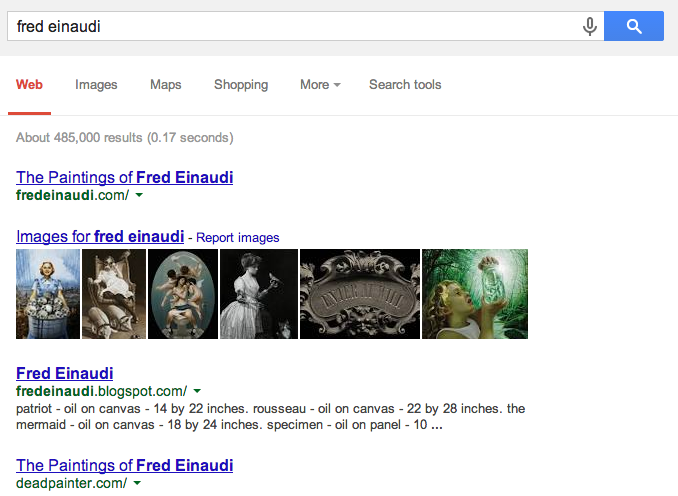 fred einaudi
Web Images Maps Shopping More Search tools
About 485,000 results (0.17 seconds)
The Paintings of Fred Einaudi
fredeinaudi.com/
Images for fred einaudi - Report images
ENTER AT WILL
Fred Einaudi
fredeinaudi.blogspot.com/
patriot - oil on canvas - 14 by 22 inches. rousseau - oil on canvas - 22 by 28 inches. the
mermaid - oil on canvas - 18 by 24 inches. specimen - oil on panel - 10 ...
The Paintings of Fred Einaudi
deadpainter.com/